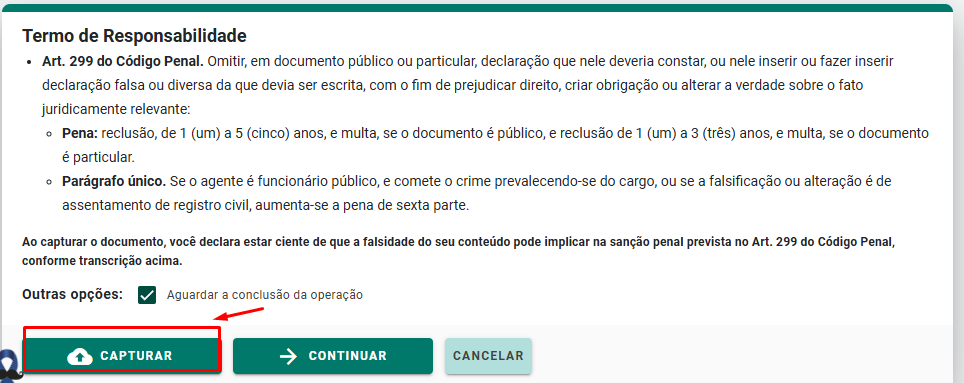 Termo de Responsabilidade
Art. 299 do Código Penal. Omitir, em documento público ou particular, declaração que nele deveria constar, ou nele inserir ou fazer inserir
declaração falsa ou diversa da que devia ser escrita, com o fim de prejudicar direito, criar obrigação ou alterar a verdade sobre o fato
juridicamente relevante:
Pena: reclusão, de 1 (um) a 5 (cinco) anos, e multa, se o documento é público, e reclusão de 1 (um) a 3 (três) anos, e multa, se o documento
é particular.
Parágrafo único. Se o agente é funcionário público, e comete o crime prevalecendo-se do cargo, ou se a falsificação ou alteração é de
assentamento de registro civil, aumenta-se a pena de sexta parte.
Ao capturar o documento, você declara estar ciente de que a falsidade do seu conteúdo pode implicar na sanção penal prevista no Art. 299 do Código Penal,
conforme transcrição acima.
Outras opções: Aguardar a conclusão da operação
CAPTURAR CONTINUAR CANCELAR